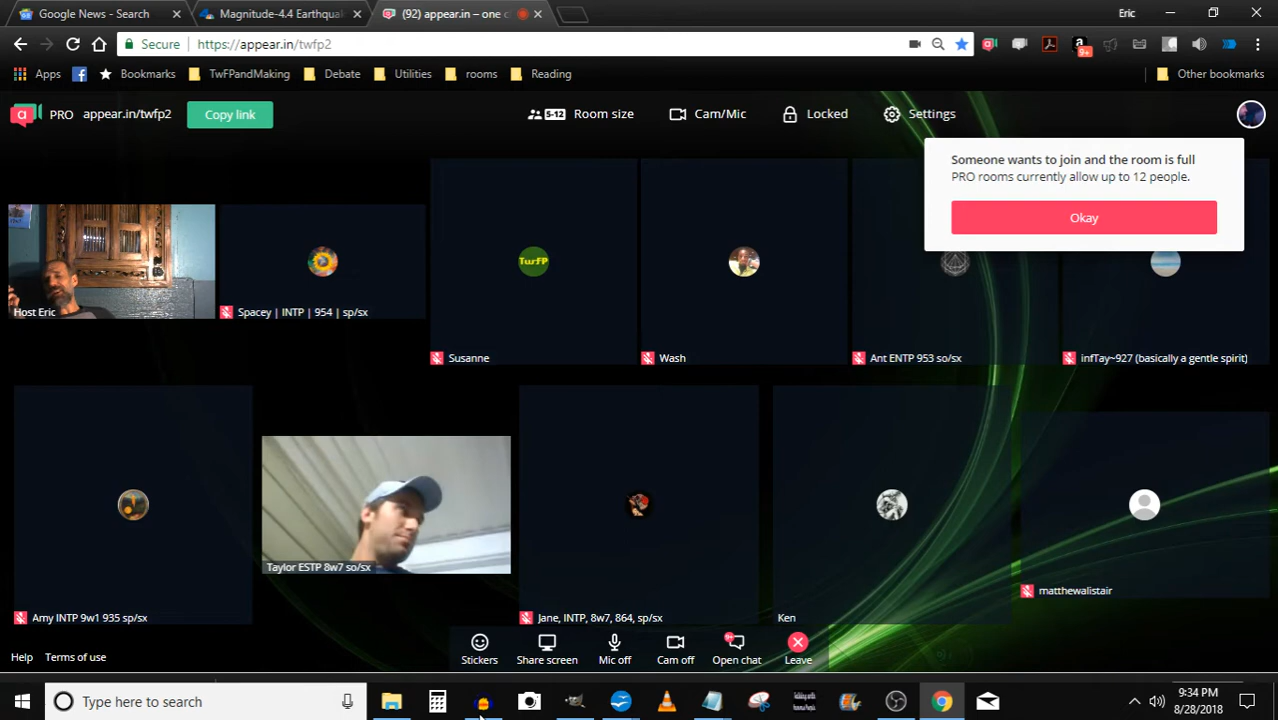 Google News - Search
Magnitude-4.4 Earthquak
(92) appear.in – one c
Eric
Secure
https://appear.in/twfp2
9+
Apps
Bookmarks
TwFPandMaking
Debate
Utilities
rooms
Reading
Other bookmarks
a
PRO
appear.in/twfp2
Copy link
5-12
Room size
Cam/Mic
Locked
Settings
Someone wants to join and the room is full
PRO rooms currently allow up to 12 people.
Okay
TwFP
Host Eric
Spacey | INTP | 954 | sp/sx
Susanne
Wash
Ant ENTP 953 so/sx
infTay~927 (basically a gentle spirit)
Taylor ESTP 8w7 so/sx
Amy INTP 9w1 935 sp/sx
Jane, INTP, 8w7, 864, sp/sx
Ken
matthewalistair
9+
Help
Terms of use
Stickers
Share screen
Mic off
Cam off
Open chat
Leave
Type here to search
9:34 PM
8/28/2018